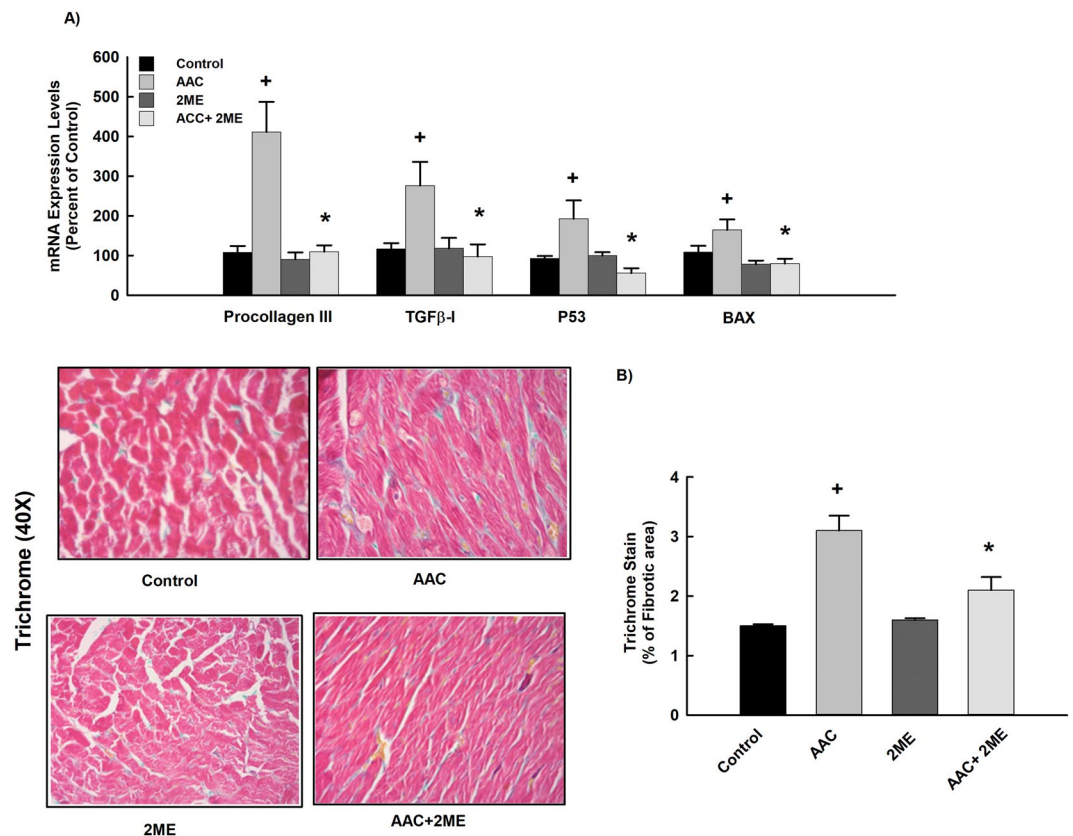 A)
mRNA Expression Levels
(Percent of Control)
600
500
400
300
200
100
0
Control
AAC
2ME
ACC+ 2ME
+
*
+
*
+
*
+
*
Procollagen III
TGFβ-I
P53
BAX
Trichrome (40X)
Control
AAC
2ME
AAC+2ME
B)
Trichrome Stain
(% of Fibrotic area)
4
3
2
1
0
+
*
Control
AAC
2ME
AAC+ 2ME